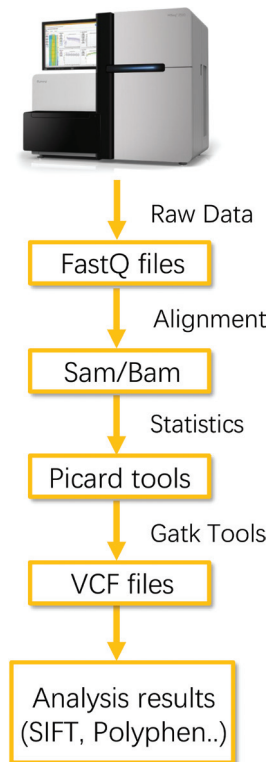 Raw Data
FastQ files
Alignment
Sam/Bam
Statistics
Picard tools
Gatk Tools
VCF files
Analysis results
(SIFT, Polyphen..)